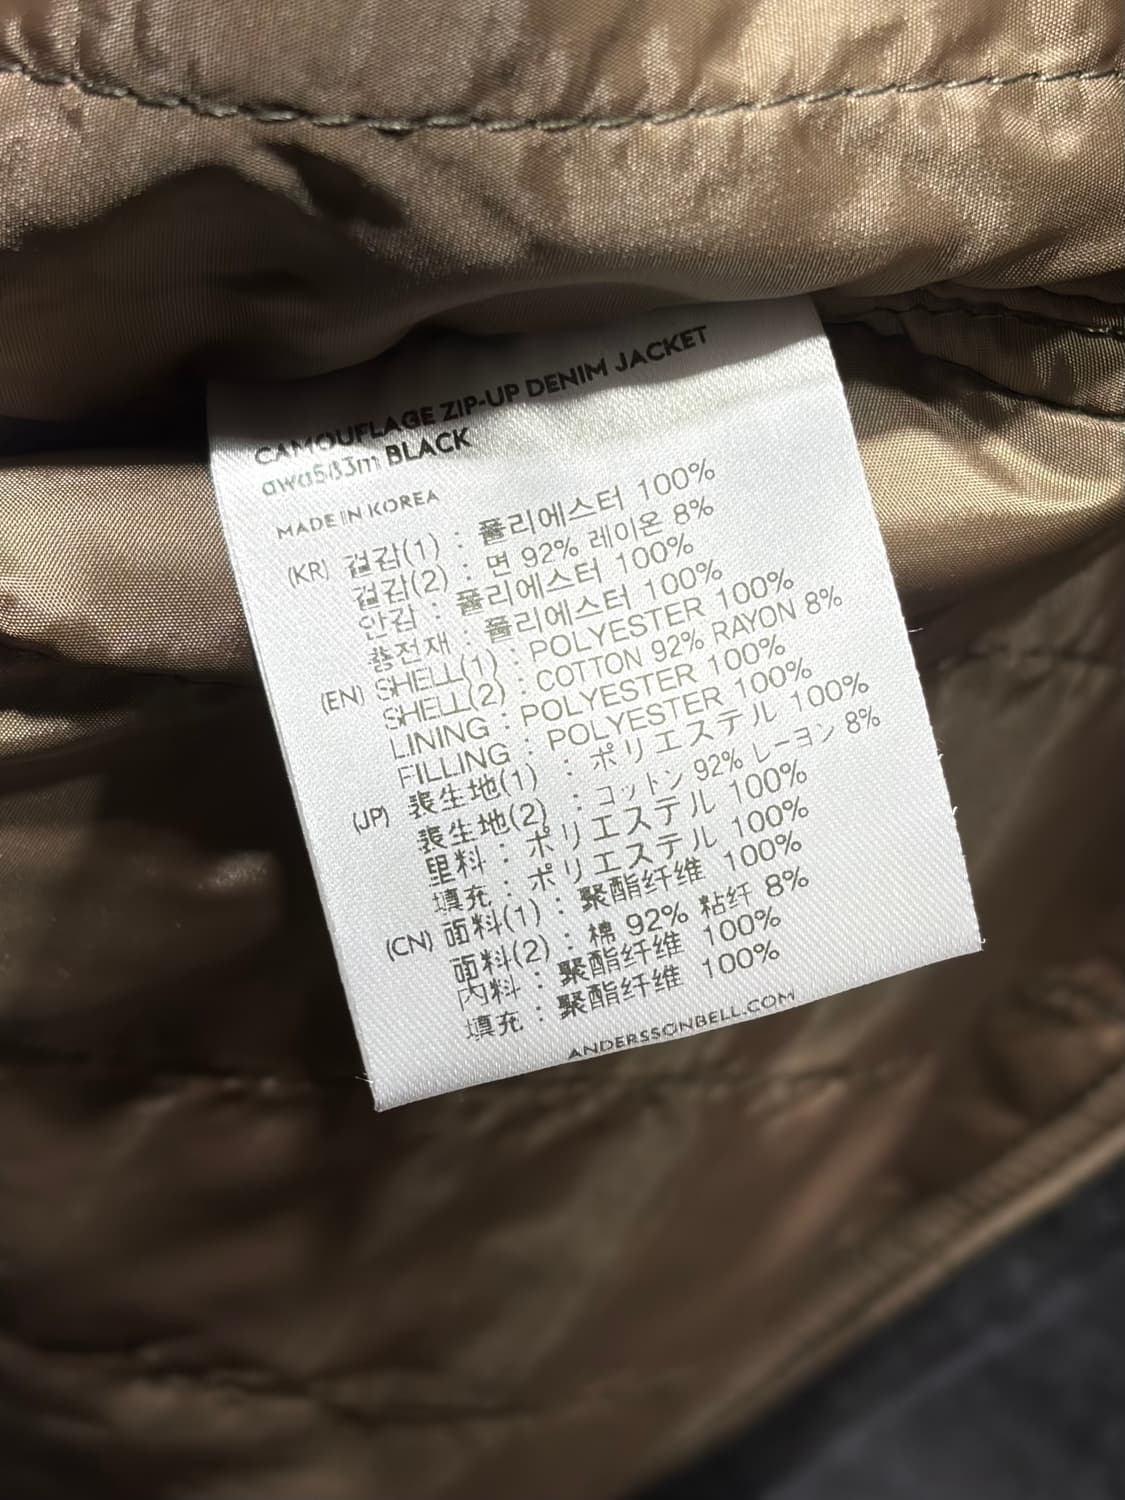 CAMOUFLAGE ZIP-UP DENIM JACKET
awa583m BLACK
MADE IN KOREA
(KR) 겉감(1) : 폴리에스터 100%
겉감(2) : 면 92% 레이온 8%
안감 : 폴리에스터 100%
충전재 : 폴리에스터 100%
(EN) SHELL(1) : POLYESTER 100%
SHELL(2) : COTTON 92% RAYON 8%
LINING : POLYESTER 100%
FILLING : POLYESTER 100%
(JP) 表生地(1) : ポリエステル 100%
表生地(2) : コットン 92% レーヨン 8%
里料 : ポリエステル 100%
填充 : ポリエステル 100%
(CN) 面料(1) : 聚酯纤维 100%
面料(2) : 棉 92% 粘纤 8%
内料 : 聚酯纤维 100%
填充 : 聚酯纤维 100%
ANDERSSONBELL.COM